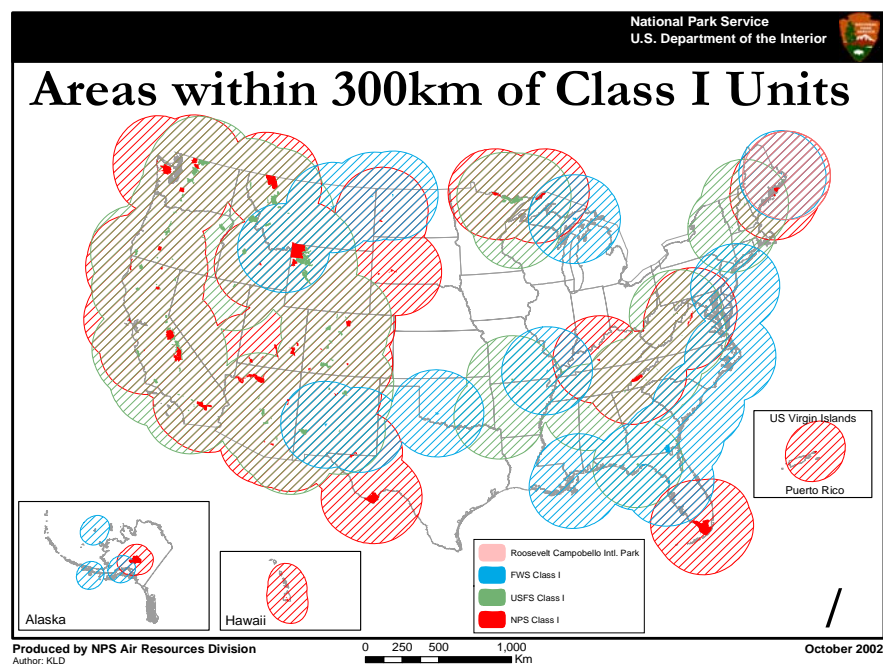 National Park Service
U.S. Department of the Interior
Areas within 300km of Class I Units
US Virgin Islands
Puerto Rico
Roosevelt Campobello Intl. Park
FWS Class I
USFS Class I
NPS Class I
Alaska
Hawaii
/
Produced by NPS Air Resources Division
Author: KLD
0 250 500 1,000
Km
October 2002